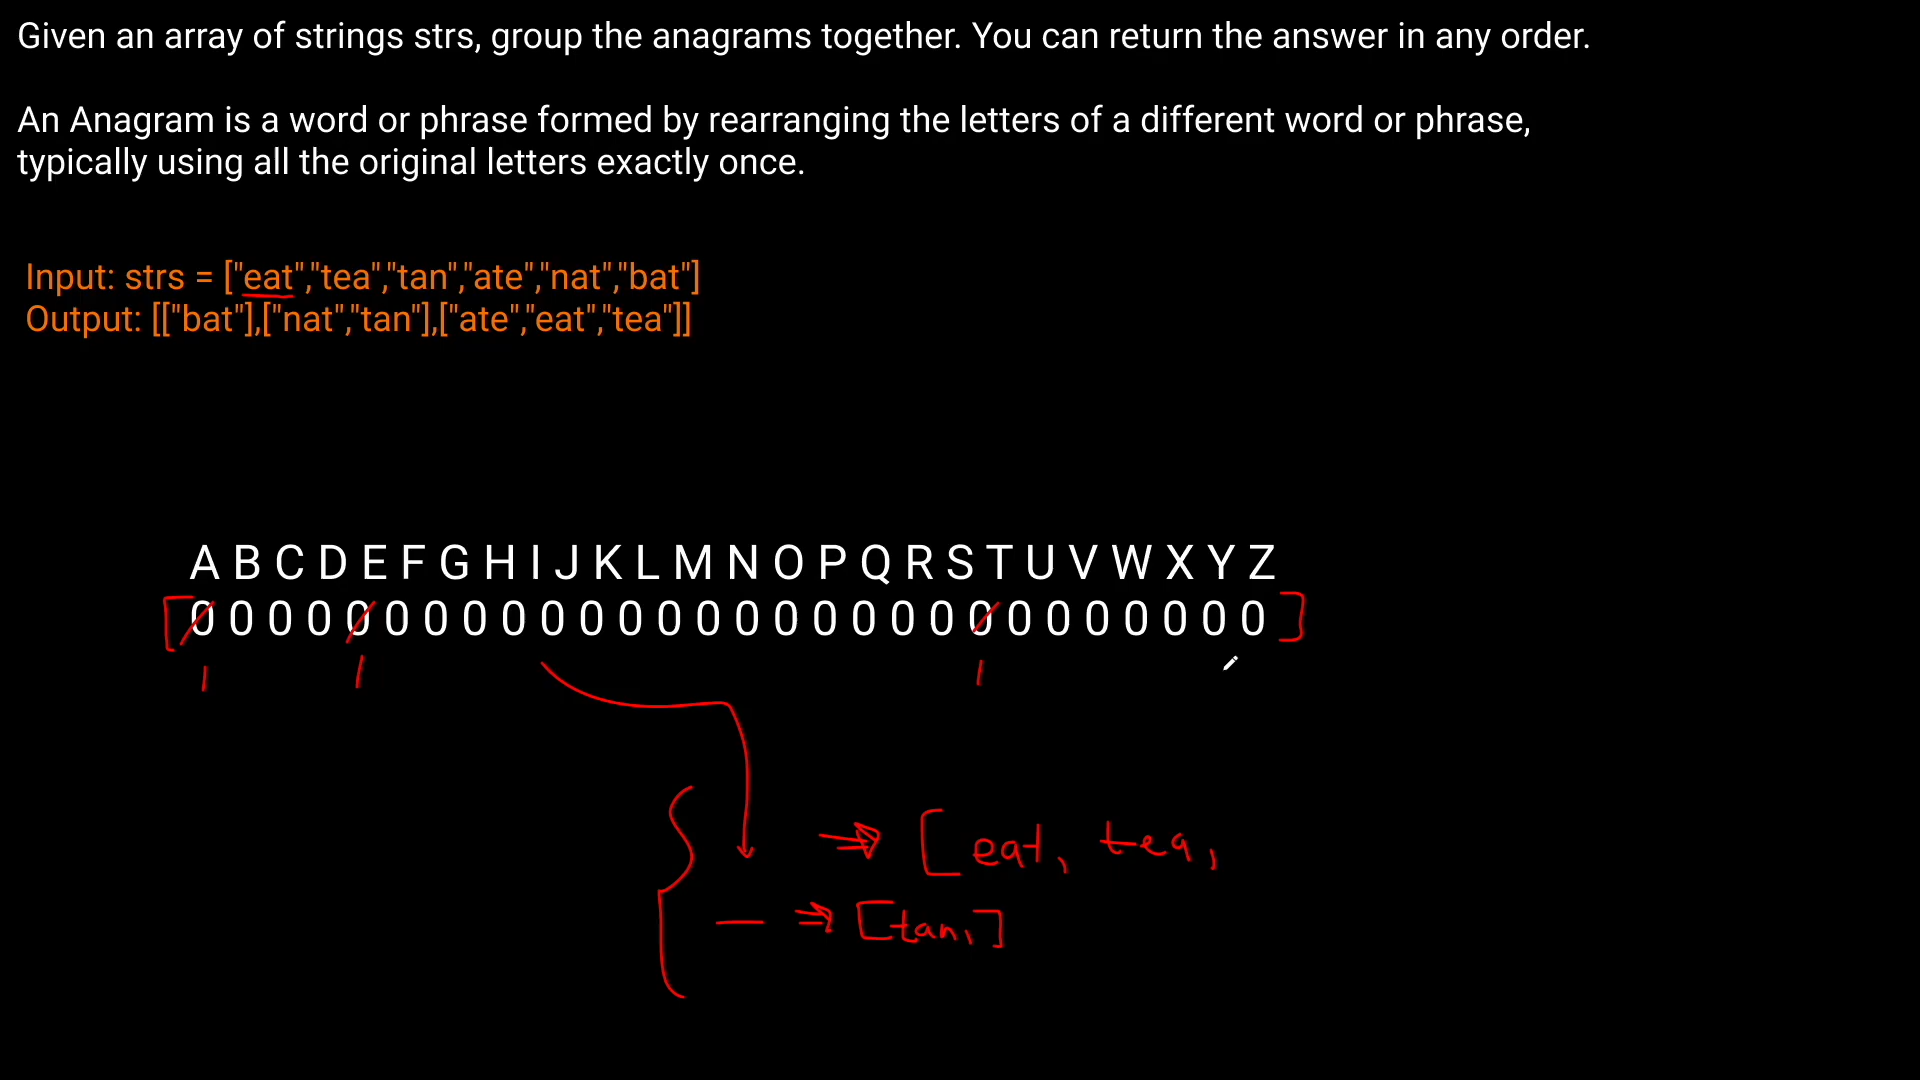 Given an array of strings strs, group the anagrams together. You can return the answer in any order.
An Anagram is a word or phrase formed by rearranging the letters of a different word or phrase,
typically using all the original letters exactly once.
Input: strs = ["eat","tea","tan","ate","nat","bat"]
Output: [["bat"],["nat","tan"],["ate","eat","tea"]]
A B C D E F G H I J K L M N O P Q R S T U V W X Y Z
[0 0 0 0 0 0 0 0 0 0 0 0 0 0 0 0 0 0 0 0 0 0 0 0 0 0 0 0]
1 1 1
{ ⇒ [eat, tea,
— ⇒ [tan,]